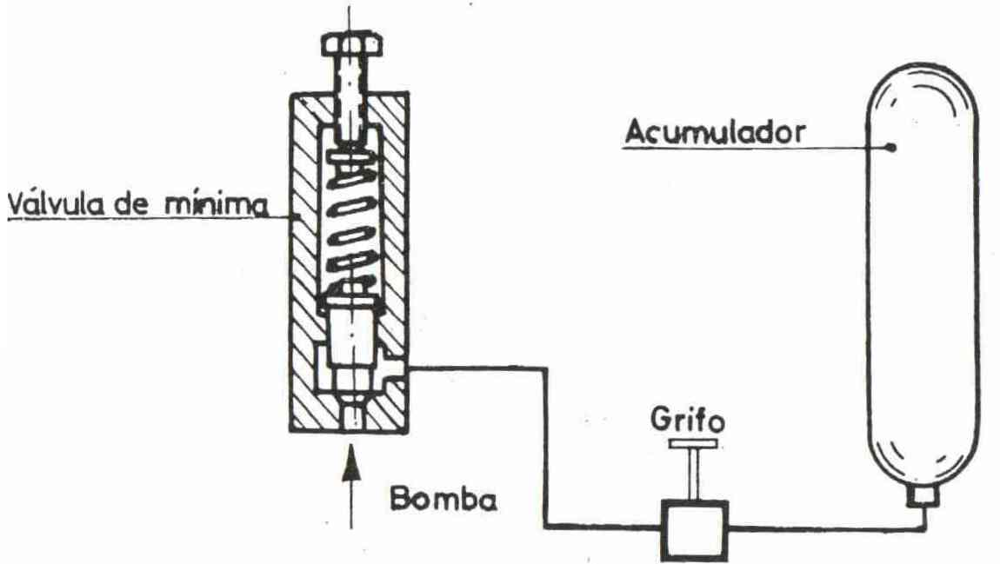 Acumulador
Válvula de mínima
Grifo
Bomba